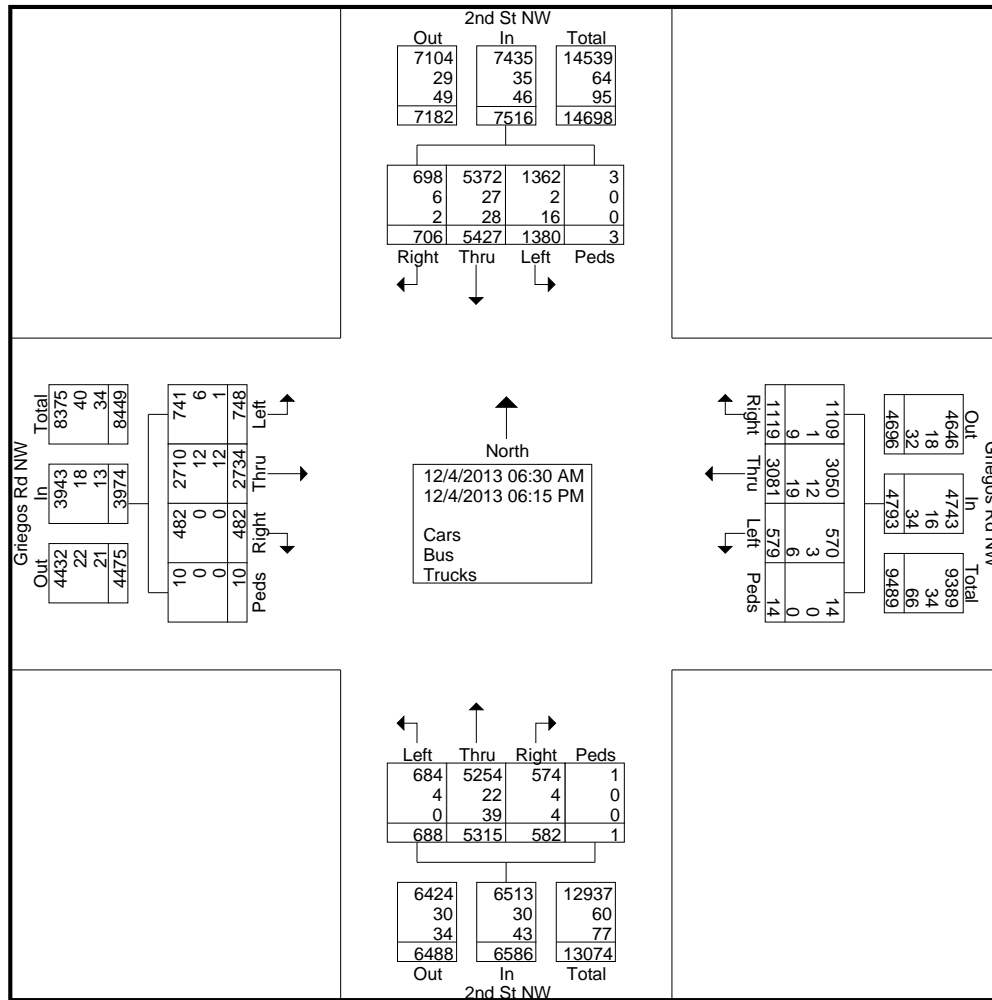 2nd St NW
Out In Total
7104 7435 14539
29 35 64
49 46 95
7182 7516 14698
698 5372 1362 3
6 27 2 0
2 28 16 0
706 5427 1380 3
Right Thru Left Peds
Griegos Rd NW
Total In Out
8375 3943 4432
40 18 22
34 13 21
8449 3974 4475
741 2710 482 10
6 12 0 0
1 12 0 0
748 2734 482 10
Left Thru Right Peds
North
12/4/2013 06:30 AM
12/4/2013 06:15 PM
Cars
Bus
Trucks
Right Thru Left Peds
1109 3050 570 14
1 12 3 0
9 19 6 0
1119 3081 579 14
Griegos Rd NW
Out In Total
4646 4743 9389
18 16 34
32 34 66
4696 4793 9489
Left Thru Right Peds
684 5254 574 1
4 22 4 0
0 39 4 0
688 5315 582 1
6424 6513 12937
30 30 60
34 43 77
6488 6586 13074
Out In Total
2nd St NW